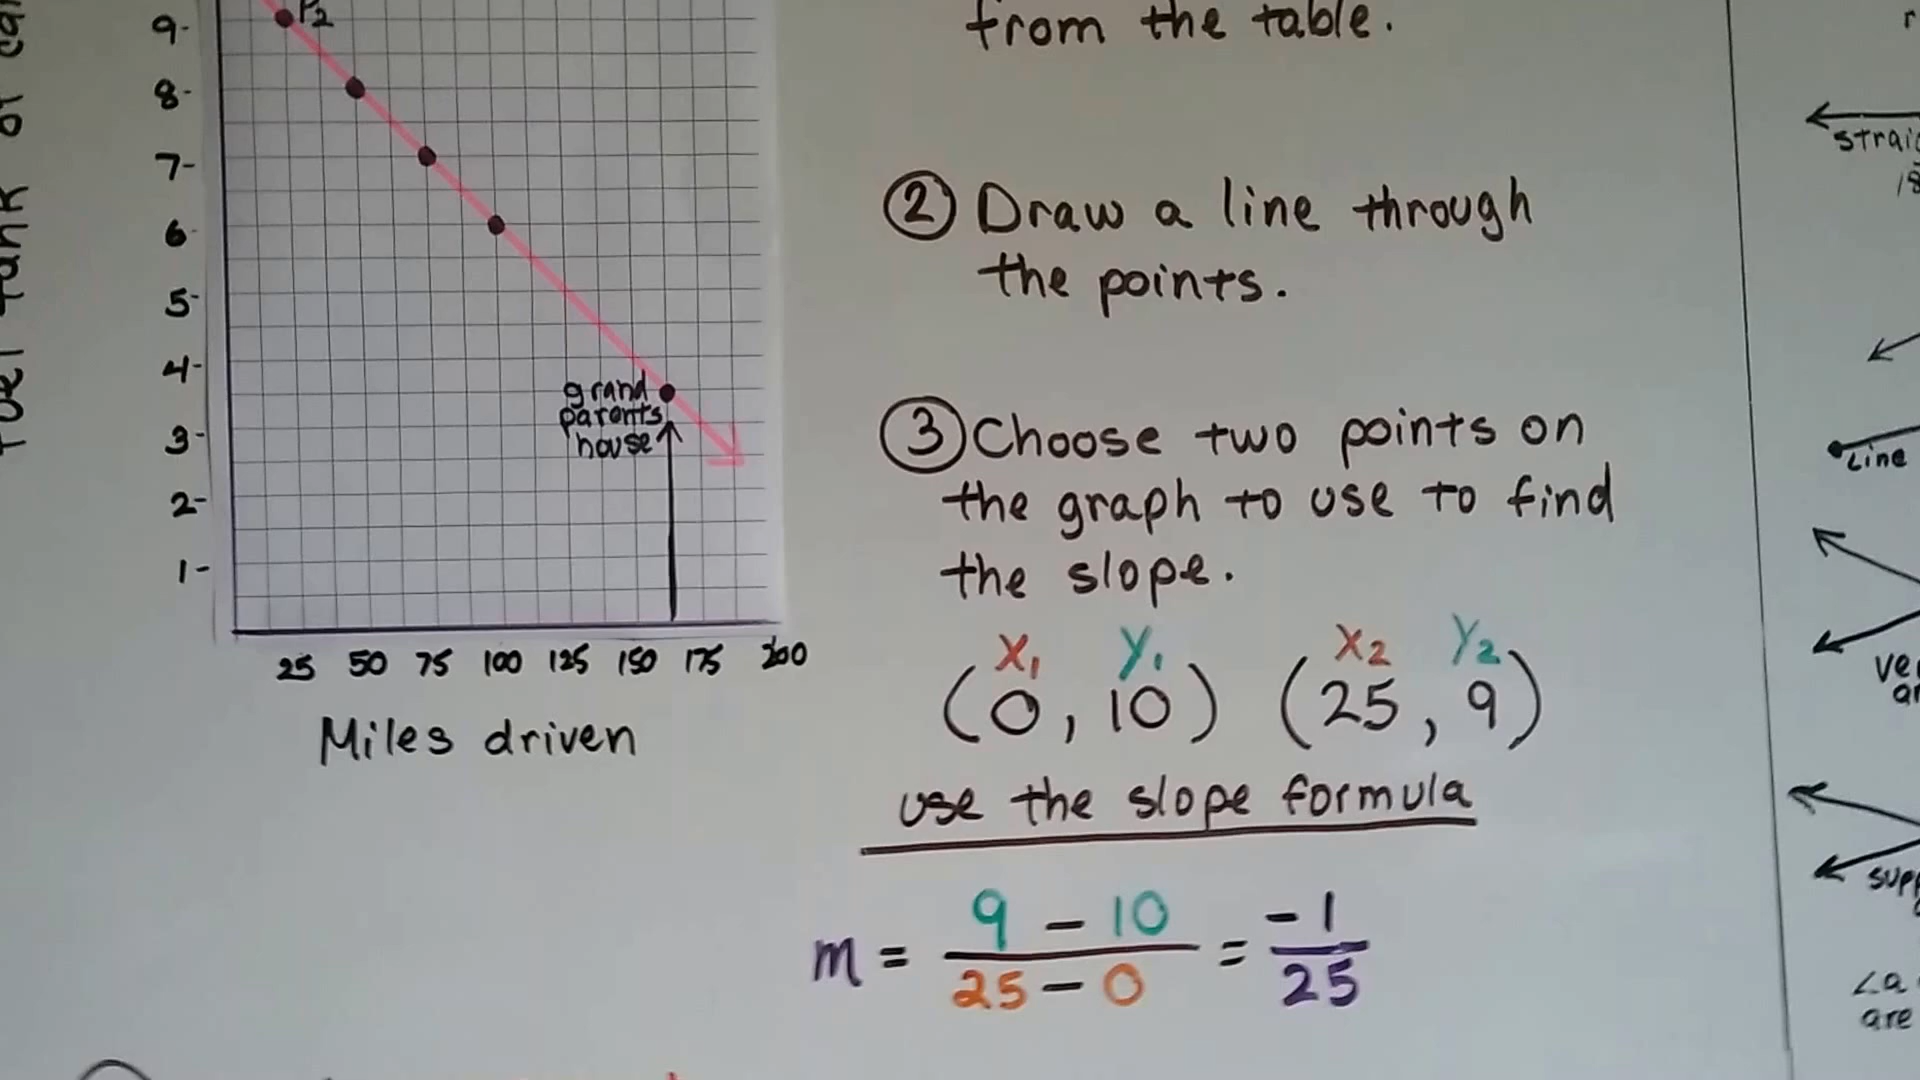 P2
9-
8-
7-
6-
5-
4-
3-
2-
1-
grand
parents
house
25 50 75 100 125 150 175 200
Miles driven
from the table.
② Draw a line through
the points.
③ Choose two points on
the graph to use to find
the slope.
x1 y1 x2 y2
(0, 10) (25, 9)
use the slope formula
m = 9 - 10 / 25 - 0 = -1 / 25
Line
∠a
are